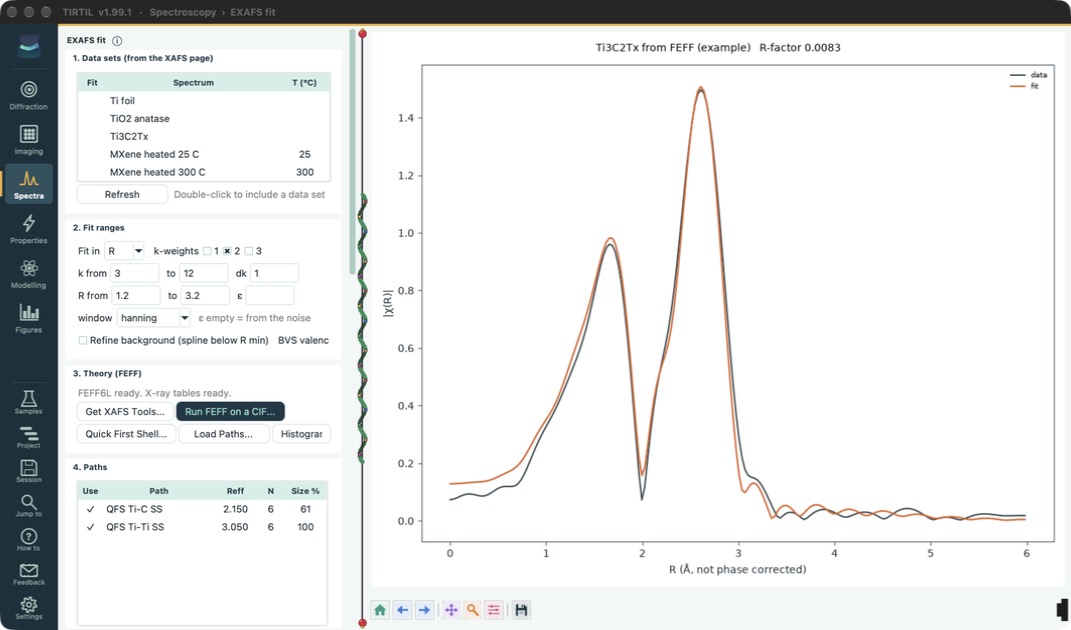 TIRTIL v1.99.1 - Spectroscopy › EXAFS fit
Diffraction
Imaging
Spectra
Properties
Modelling
Figures
Samples
Project
Session
Jump to
How to
Feedback
Settings
EXAFS fit
1. Data sets (from the XAFS page)
Fit Spectrum T (°C)
Ti foil
TiO2 anatase
Ti3C2Tx
MXene heated 25 C 25
MXene heated 300 C 300
Refresh Double-click to include a data set
2. Fit ranges
Fit in R k-weights 1 2 3
k from 3 to 12 dk 1
R from 1.2 to 3.2 ε
window hanning ε empty = from the noise
Refine background (spline below R min) BVS valenc
3. Theory (FEFF)
FEFF6L ready. X-ray tables ready.
Get XAFS Tools... Run FEFF on a CIF...
Quick First Shell... Load Paths... Histogran
4. Paths
Use Path Reff N Size %
✓ QFS Ti-C SS 2.150 6 61
✓ QFS Ti-Ti SS 3.050 6 100
Ti3C2Tx from FEFF (example) R-factor 0.0083
data
fit
|χ(R)|
1.4
1.2
1.0
0.8
0.6
0.4
0.2
0.0
0 1 2 3 4 5 6
R (Å, not phase corrected)